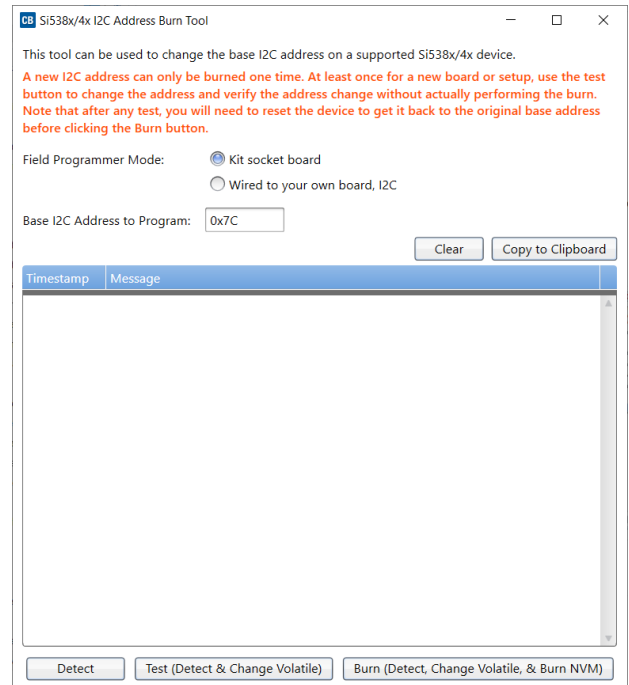 CB Si538x/4x I2C Address Burn Tool
This tool can be used to change the base I2C address on a supported Si538x/4x device.
A new I2C address can only be burned one time. At least once for a new board or setup, use the test
button to change the address and verify the address change without actually performing the burn.
Note that after any test, you will need to reset the device to get it back to the original base address
before clicking the Burn button.
Field Programmer Mode: Kit socket board
Wired to your own board, I2C
Base I2C Address to Program: 0x7C
Clear Copy to Clipboard
Timestamp Message
Detect Test (Detect & Change Volatile) Burn (Detect, Change Volatile, & Burn NVM)